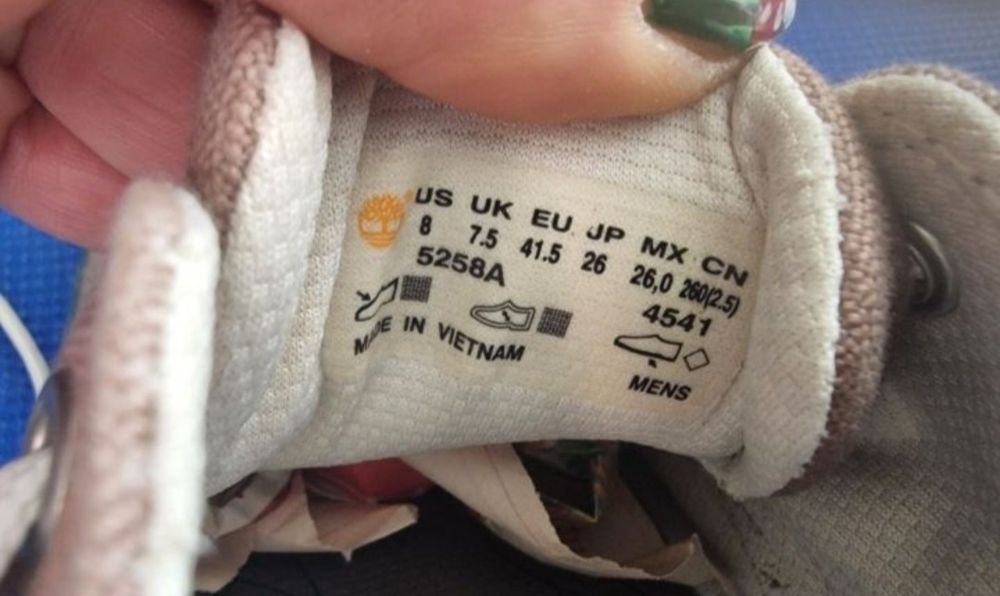 US UK EU JP MX CN
8 7.5 41.5 26 26,0 260(2.5)
5258A 4541
MADE IN VIETNAM
MENS